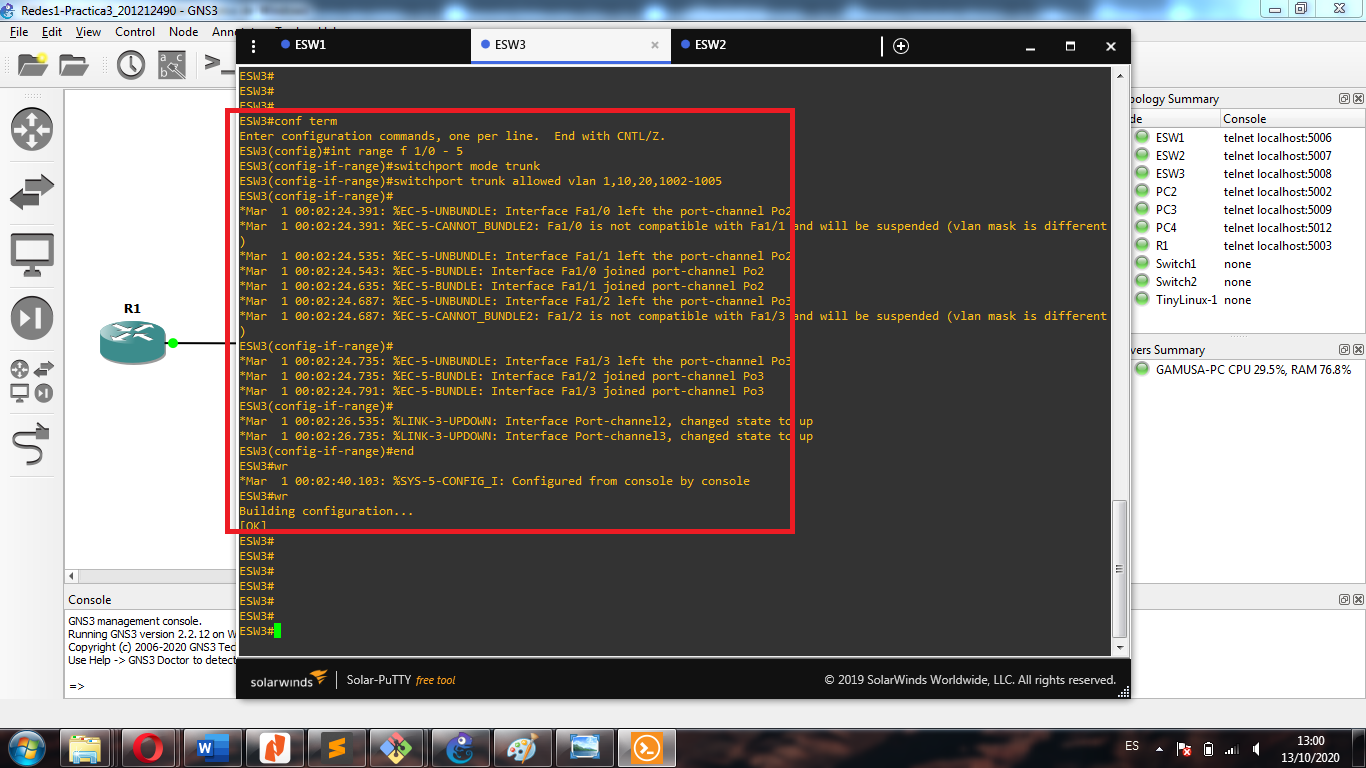 Redes1-Practica3_201212490 - GNS3
File Edit View Control Node
ESW1
ESW3
ESW2
ESW3#
ESW3#
ESW3#
ESW3#conf term
Enter configuration commands, one per line.  End with CNTL/Z.
ESW3(config)#int range f 1/0 - 5
ESW3(config-if-range)#switchport mode trunk
ESW3(config-if-range)#switchport trunk allowed vlan 1,10,20,1002-1005
ESW3(config-if-range)#
*Mar  1 00:02:24.391: %EC-5-UNBUNDLE: Interface Fa1/0 left the port-channel Po2
*Mar  1 00:02:24.391: %EC-5-CANNOT_BUNDLE2: Fa1/0 is not compatible with Fa1/1 and will be suspended (vlan mask is different
)
*Mar  1 00:02:24.535: %EC-5-UNBUNDLE: Interface Fa1/1 left the port-channel Po2
*Mar  1 00:02:24.543: %EC-5-BUNDLE: Interface Fa1/0 joined port-channel Po2
*Mar  1 00:02:24.635: %EC-5-BUNDLE: Interface Fa1/1 joined port-channel Po2
*Mar  1 00:02:24.687: %EC-5-UNBUNDLE: Interface Fa1/2 left the port-channel Po3
*Mar  1 00:02:24.687: %EC-5-CANNOT_BUNDLE2: Fa1/2 is not compatible with Fa1/3 and will be suspended (vlan mask is different
)
ESW3(config-if-range)#
*Mar  1 00:02:24.735: %EC-5-UNBUNDLE: Interface Fa1/3 left the port-channel Po3
*Mar  1 00:02:24.735: %EC-5-BUNDLE: Interface Fa1/2 joined port-channel Po3
*Mar  1 00:02:24.791: %EC-5-BUNDLE: Interface Fa1/3 joined port-channel Po3
ESW3(config-if-range)#
*Mar  1 00:02:26.535: %LINK-3-UPDOWN: Interface Port-channel2, changed state to up
*Mar  1 00:02:26.735: %LINK-3-UPDOWN: Interface Port-channel3, changed state to up
ESW3(config-if-range)#end
ESW3#wr
*Mar  1 00:02:40.103: %SYS-5-CONFIG_I: Configured from console by console
ESW3#wr
Building configuration...
[OK]
ESW3#
ESW3#
ESW3#
ESW3#
ESW3#
ESW3#
ESW3#
solarwinds Solar-PuTTY free tool
© 2019 SolarWinds Worldwide, LLC. All rights reserved.
R1
Summary
Console
ESW1 telnet localhost:5006
ESW2 telnet localhost:5007
ESW3 telnet localhost:5008
PC2 telnet localhost:5002
PC3 telnet localhost:5009
PC4 telnet localhost:5012
R1 telnet localhost:5003
Switch1 none
Switch2 none
TinyLinux-1 none
Summary
GAMUSA-PC CPU 29.5%, RAM 76.8%
Console
GNS3 management console.
Running GNS3 version 2.2.12 on
Copyright (c) 2006-2020 GNS3
Use Help -> GNS3 Doctor to
=>
ES
13:00
13/10/2020